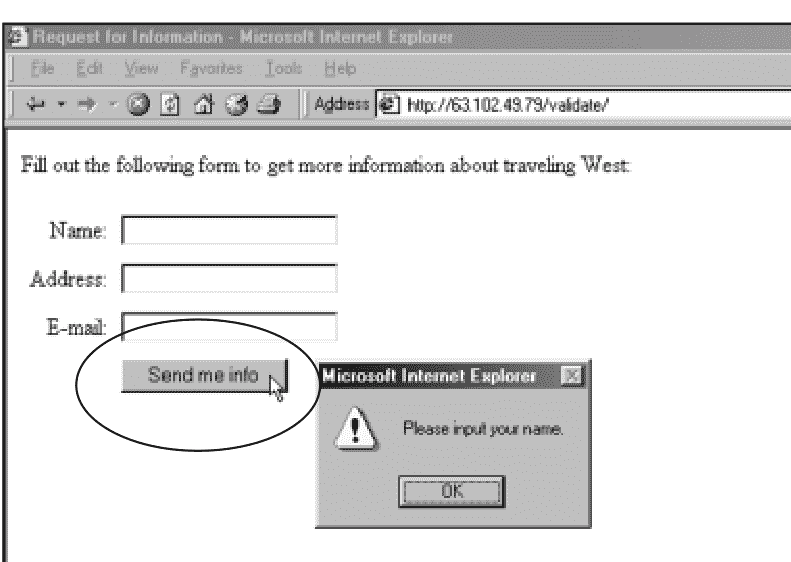 Request for Information - Microsoft Internet Explorer
File Edit View Favorites Tools Help
Address http://63.102.49.79/validate/
Fill out the following form to get more information about traveling West:
Name:
Address:
E-mail:
Send me info
Microsoft Internet Explorer
Please input your name.
OK